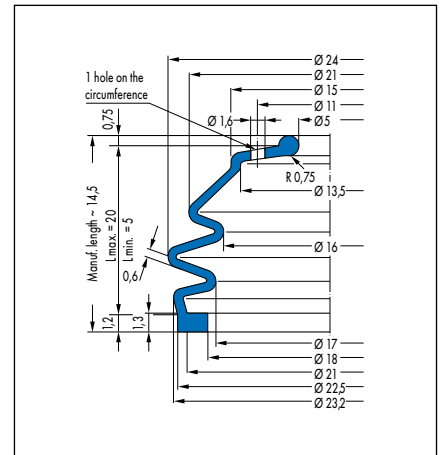 Ø 24
Ø 21
1 hole on the
circumference
Ø 15
Ø 11
Ø 1,6
Ø 5
0,75
R 0,75
Ø 13,5
Manuf. length ~ 14,5
Lmax. = 20
Lmin. = 5
Ø 16
0,6
1,2
1,3
Ø 17
Ø 18
Ø 21
Ø 22,5
Ø 23,2